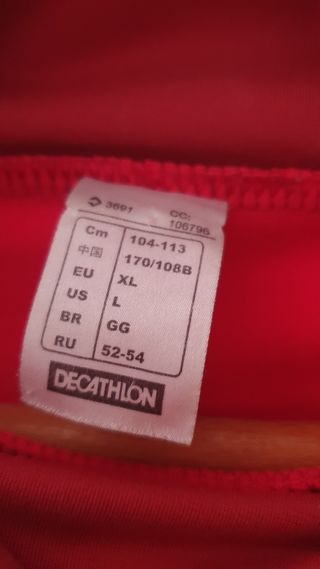 3691 CC: 106796
Cm 104-113
中国 170/108B
EU XL
US L
BR GG
RU 52-54
DECATHLON